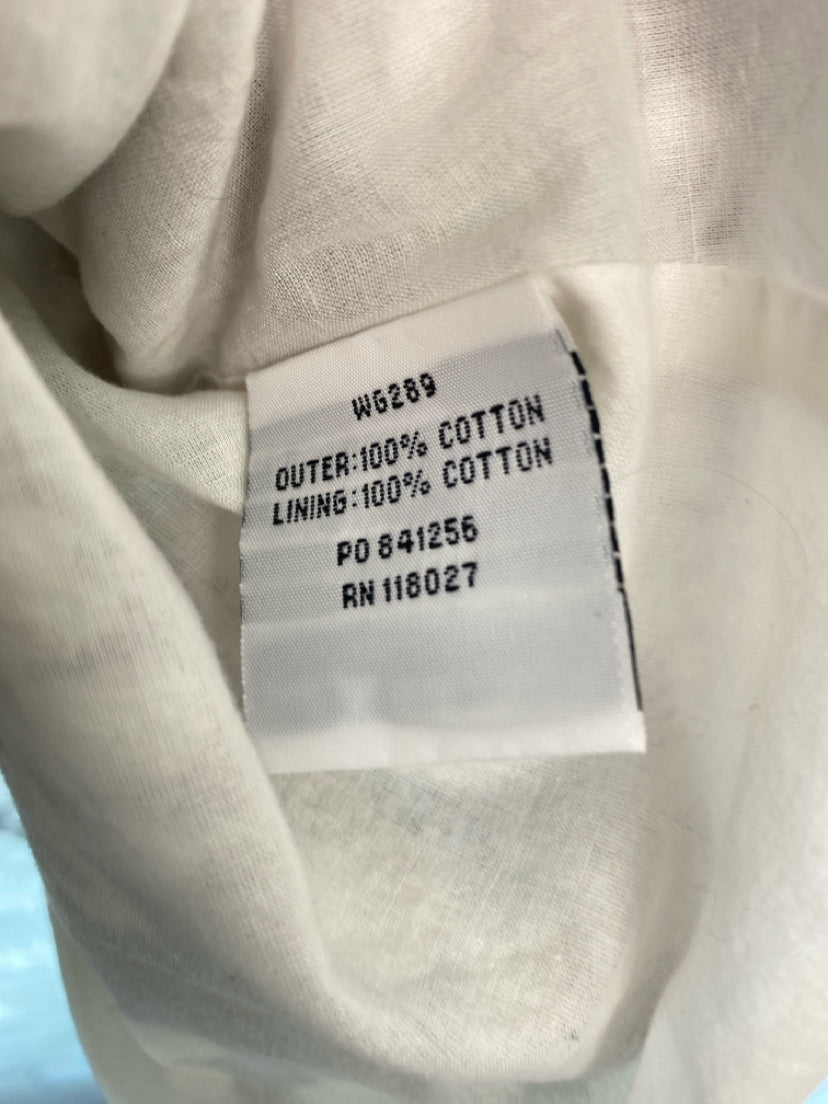 WG289
OUTER:100% COTTON
LINING:100% COTTON
PO 841256
RN 118027